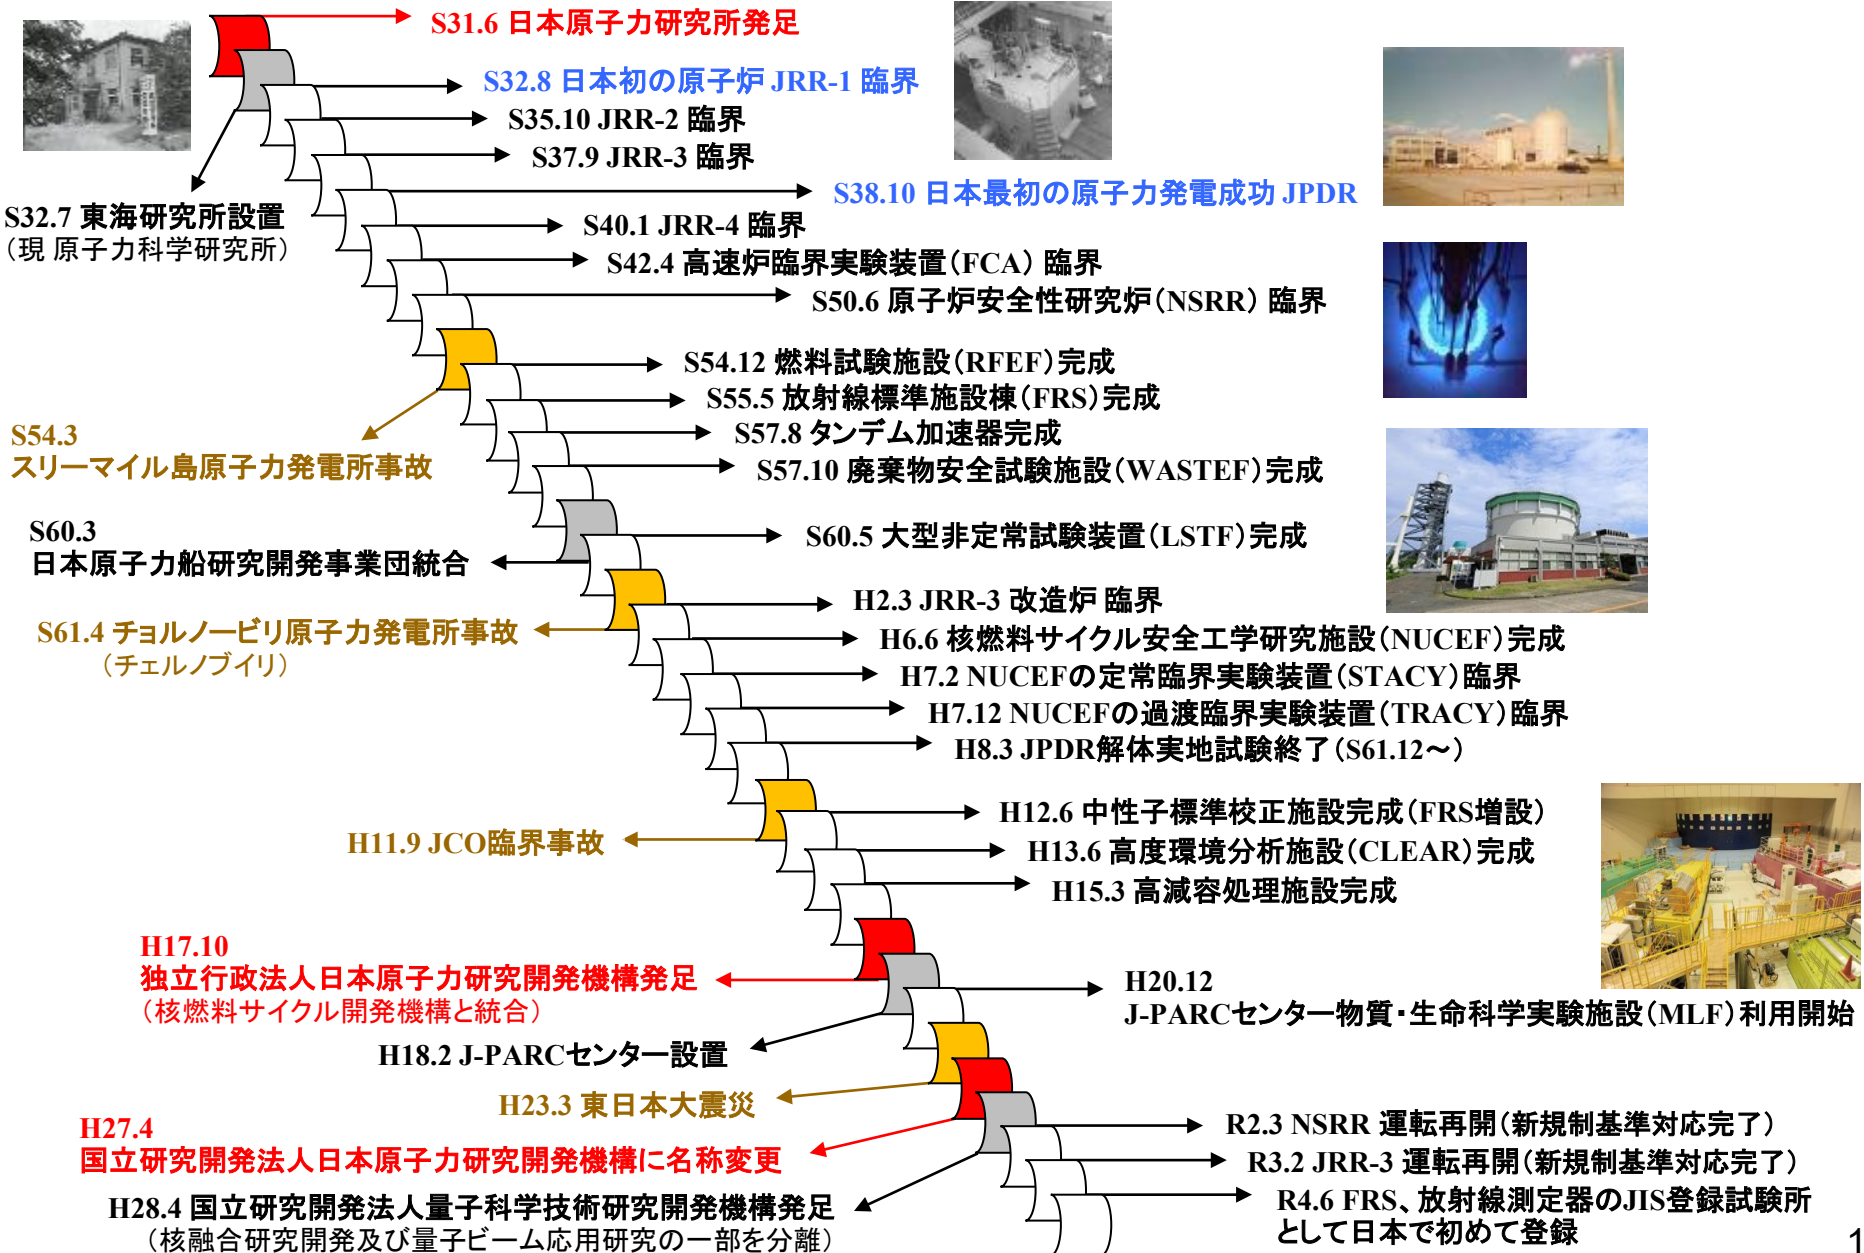 S31.6 日本原子力研究所発足
S32.8 日本初の原子炉 JRR-1 臨界
S35.10 JRR-2 臨界
S37.9 JRR-3 臨界
S38.10 日本最初の原子力発電成功 JPDR
S32.7 東海研究所設置
（現 原子力科学研究所）
S40.1 JRR-4 臨界
S42.4 高速炉臨界実験装置（FCA） 臨界
S50.6 原子炉安全性研究炉（NSRR） 臨界
S54.12 燃料試験施設（RFEF）完成
S55.5 放射線標準施設棟（FRS）完成
S54.3
スリーマイル島原子力発電所事故
S57.8 タンデム加速器完成
S57.10 廃棄物安全試験施設（WASTEF）完成
S60.3
日本原子力船研究開発事業団統合
S60.5 大型非定常試験装置（LSTF）完成
H2.3 JRR-3 改造炉 臨界
S61.4 チョルノービリ原子力発電所事故
（チェルノブイリ）
H6.6 核燃料サイクル安全工学研究施設（NUCEF）完成
H7.2 NUCEFの定常臨界実験装置（STACY）臨界
H7.12 NUCEFの過渡臨界実験装置（TRACY）臨界
H8.3 JPDR解体実地試験終了（S61.12～）
H12.6 中性子標準校正施設完成（FRS増設）
H11.9 JCO臨界事故
H13.6 高度環境分析施設（CLEAR）完成
H15.3 高減容処理施設完成
H17.10
独立行政法人日本原子力研究開発機構発足
（核燃料サイクル開発機構と統合）
H20.12
J-PARCセンター物質・生命科学実験施設（MLF）利用開始
H18.2 J-PARCセンター設置
H23.3 東日本大震災
H27.4
国立研究開発法人日本原子力研究開発機構に名称変更
R2.3 NSRR 運転再開（新規制基準対応完了）
R3.2 JRR-3 運転再開（新規制基準対応完了）
H28.4 国立研究開発法人量子科学技術研究開発機構発足
（核融合研究開発及び量子ビーム応用研究の一部を分離）
R4.6 FRS、放射線測定器のJIS登録試験所
として日本で初めて登録
1